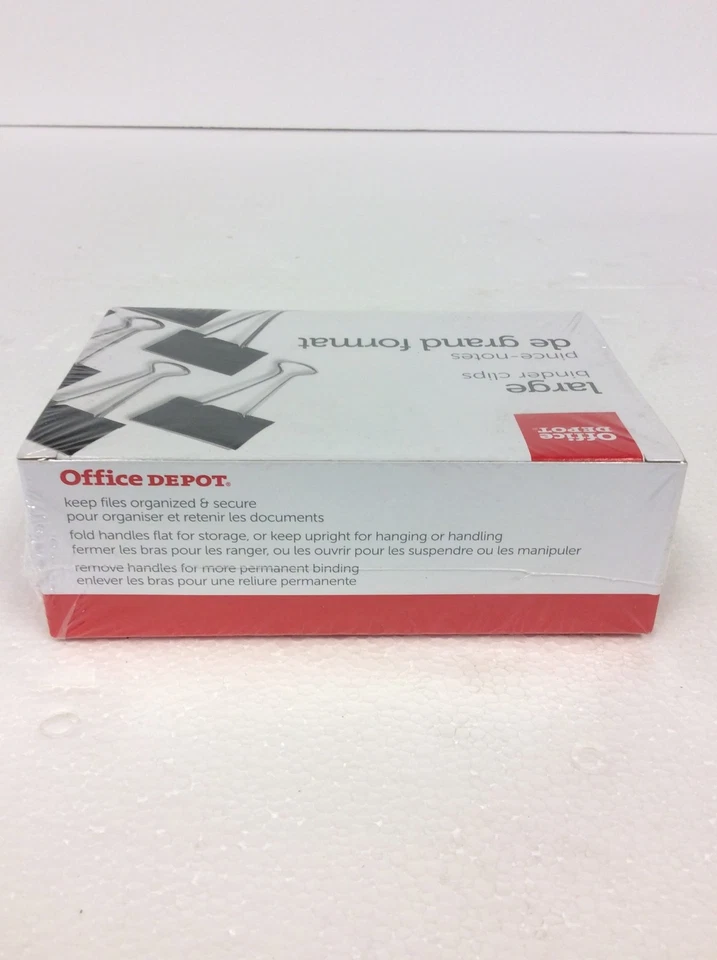 large
binder clips
pince-notes
de grand format
Office
DEPOT.
Office DEPOT®
keep files organized & secure
pour organiser et retenir les documents
fold handles flat for storage, or keep upright for hanging or handling
fermer les bras pour les ranger, ou les ouvrir pour les suspendre ou les manipuler
remove handles for more permanent binding
enlever les bras pour une reliure permanente